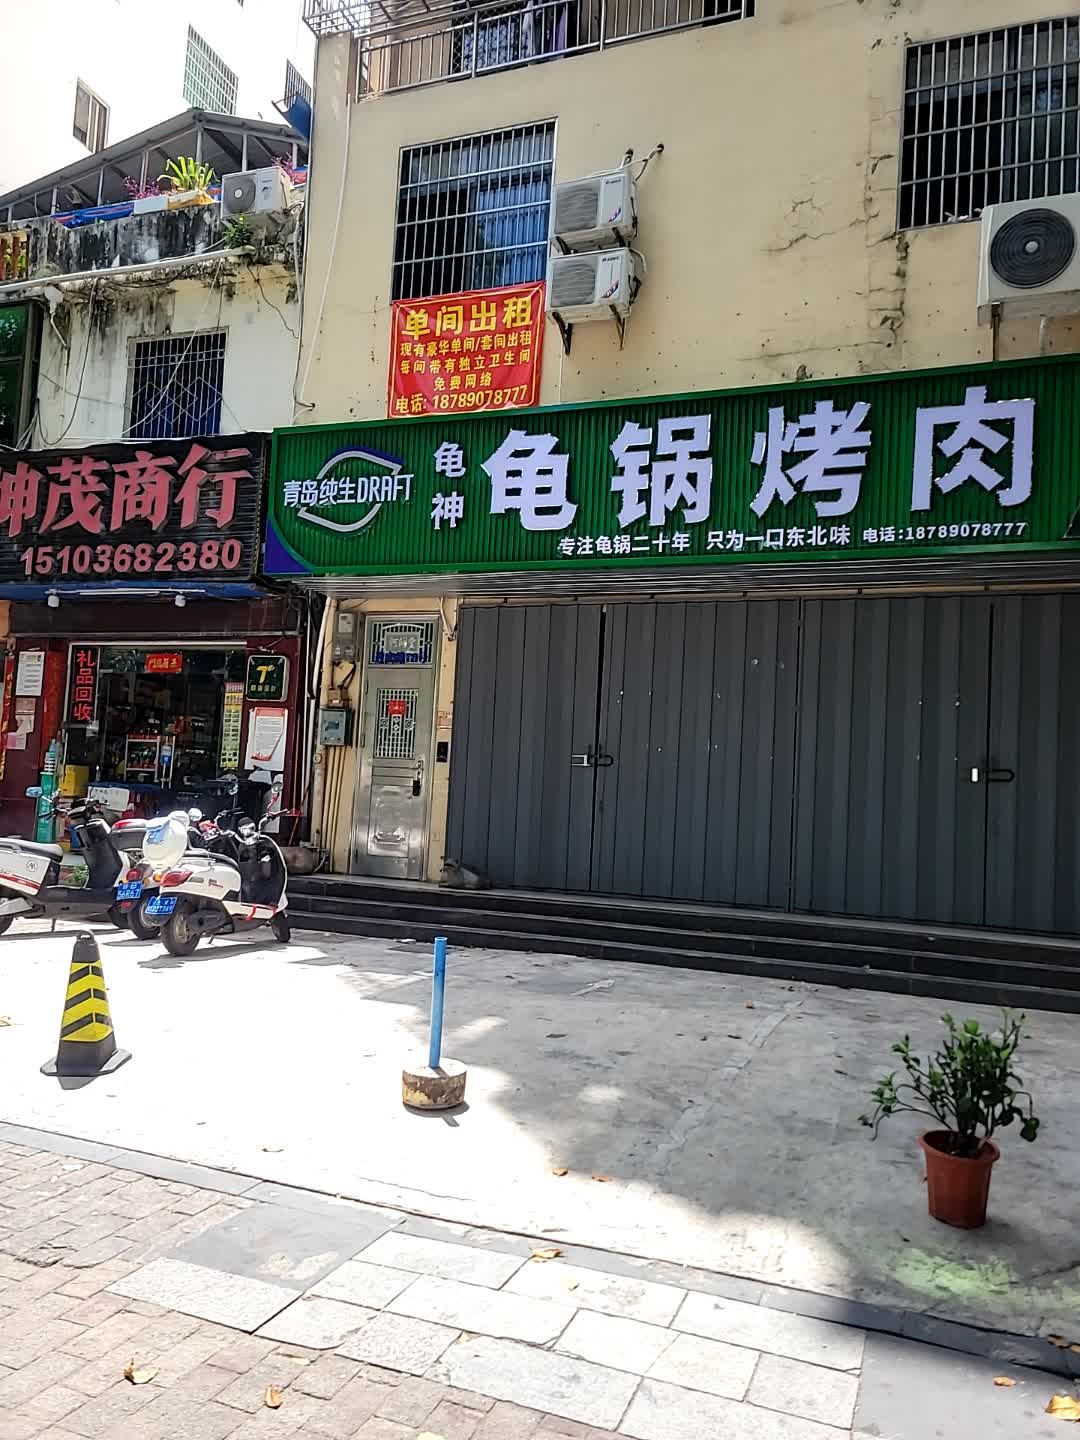 单间出租
现有豪华单间/套间出租
每间带有独立卫生间
免费网络
电话: 18789078777
茂商行
15103682380
青岛纯生DRAFT
龟神
龟锅烤肉
专注龟锅二十年 只为一口东北味 电话:18789078777
礼品回收